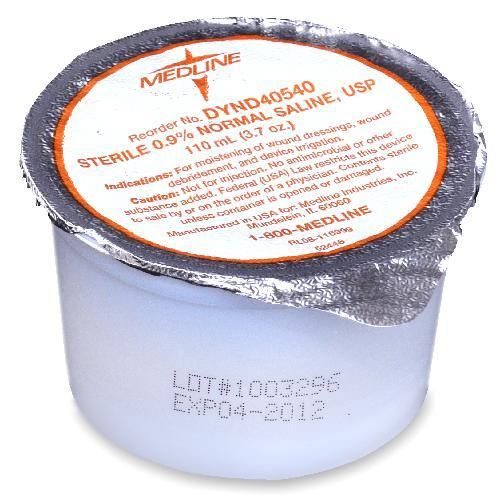 MEDLINE
Reorder No. DYND40540
STERILE 0.9% NORMAL SALINE, USP
110 mL (3.7 oz.)
Indications: For moistening of wound dressings, wound
debridement, and device irrigation.
Caution: Not for injection. No antimicrobial or other
substance added. Federal (USA) Law restricts this device
to sale by or on the order of a physician. Contents sterile
unless container is opened or damaged.
Manufactured in USA for: Medline Industries, Inc.
Mundelein, IL 60060
1-800-MEDLINE
52448
LOT#1003296
EXP04-2012